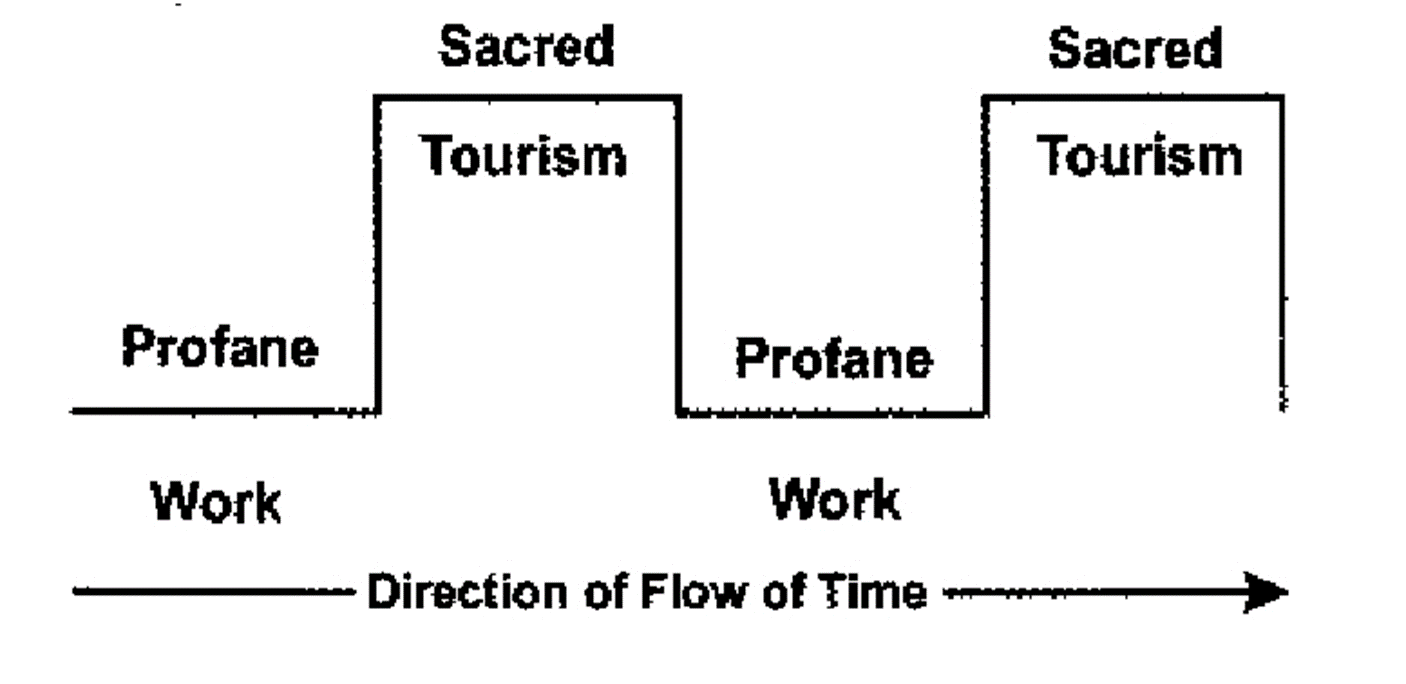 Sacred Sacred
Tourism Tourism
Profane Profane
Work Work
Direction of Flow of Time